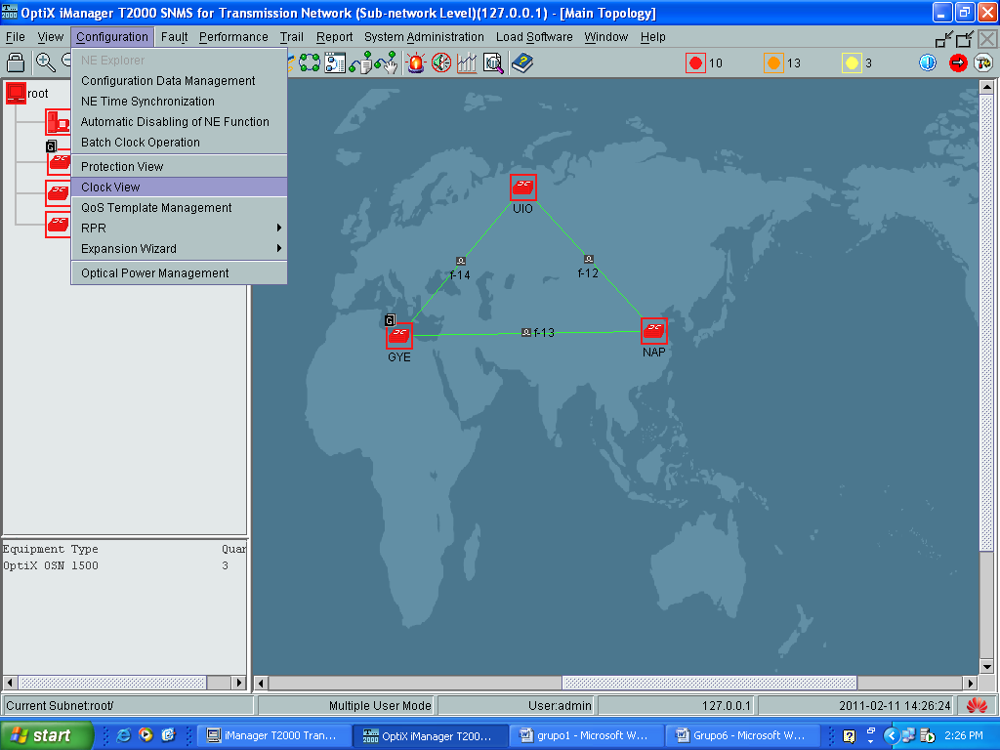 OptiX iManager T2000 SNMS for Transmission Network (Sub-network Level)(127.0.0.1) - [Main Topology]
File View Configuration Fault Performance Trail Report System Administration Load Software Window Help
10 13 3
NE Explorer
Configuration Data Management
NE Time Synchronization
Automatic Disabling of NE Function
Batch Clock Operation
Protection View
Clock View
QoS Template Management
RPR
Expansion Wizard
Optical Power Management
root
G
UIO
f-14
f-12
G
f-13
GYE
NAP
Equipment Type Quan
OptiX OSN 1500 3
Current Subnet:root/ Multiple User Mode User:admin 127.0.0.1 2011-02-11 14:26:24
start iManager T2000 Tran... OptiX iManager T200... grupo1 - Microsoft W... Grupo6 - Microsoft W... 2:26 PM